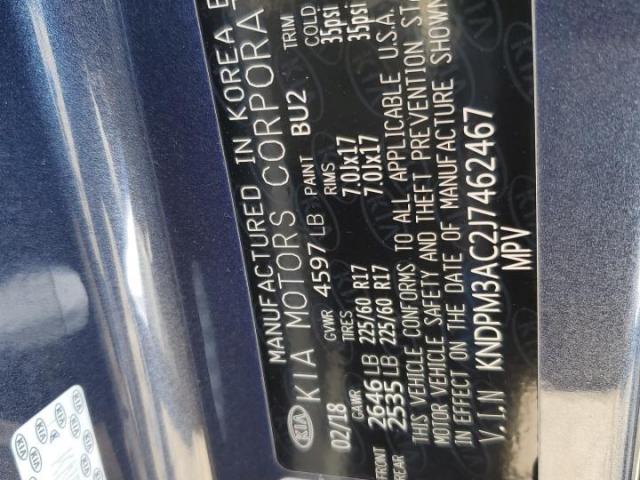 MANUFACTURED IN KOREA
KIA KIA MOTORS CORPORAT
02/18 GVWR 4597 LB PAINT BU2 TRIM
GAWR TIRES RIMS COLD
FRONT 2646 LB 225/60 R17 7.0Jx17 35psi
REAR 2535 LB 225/60 R17 7.0Jx17 35psi
THIS VEHICLE CONFORMS TO ALL APPLICABLE U.S.A.
MOTOR VEHICLE SAFETY AND THEFT PREVENTION ST
IN EFFECT ON THE DATE OF MANUFACTURE SHOWN
V.I.N KNDPM3AC2J7462467
MPV
KIA